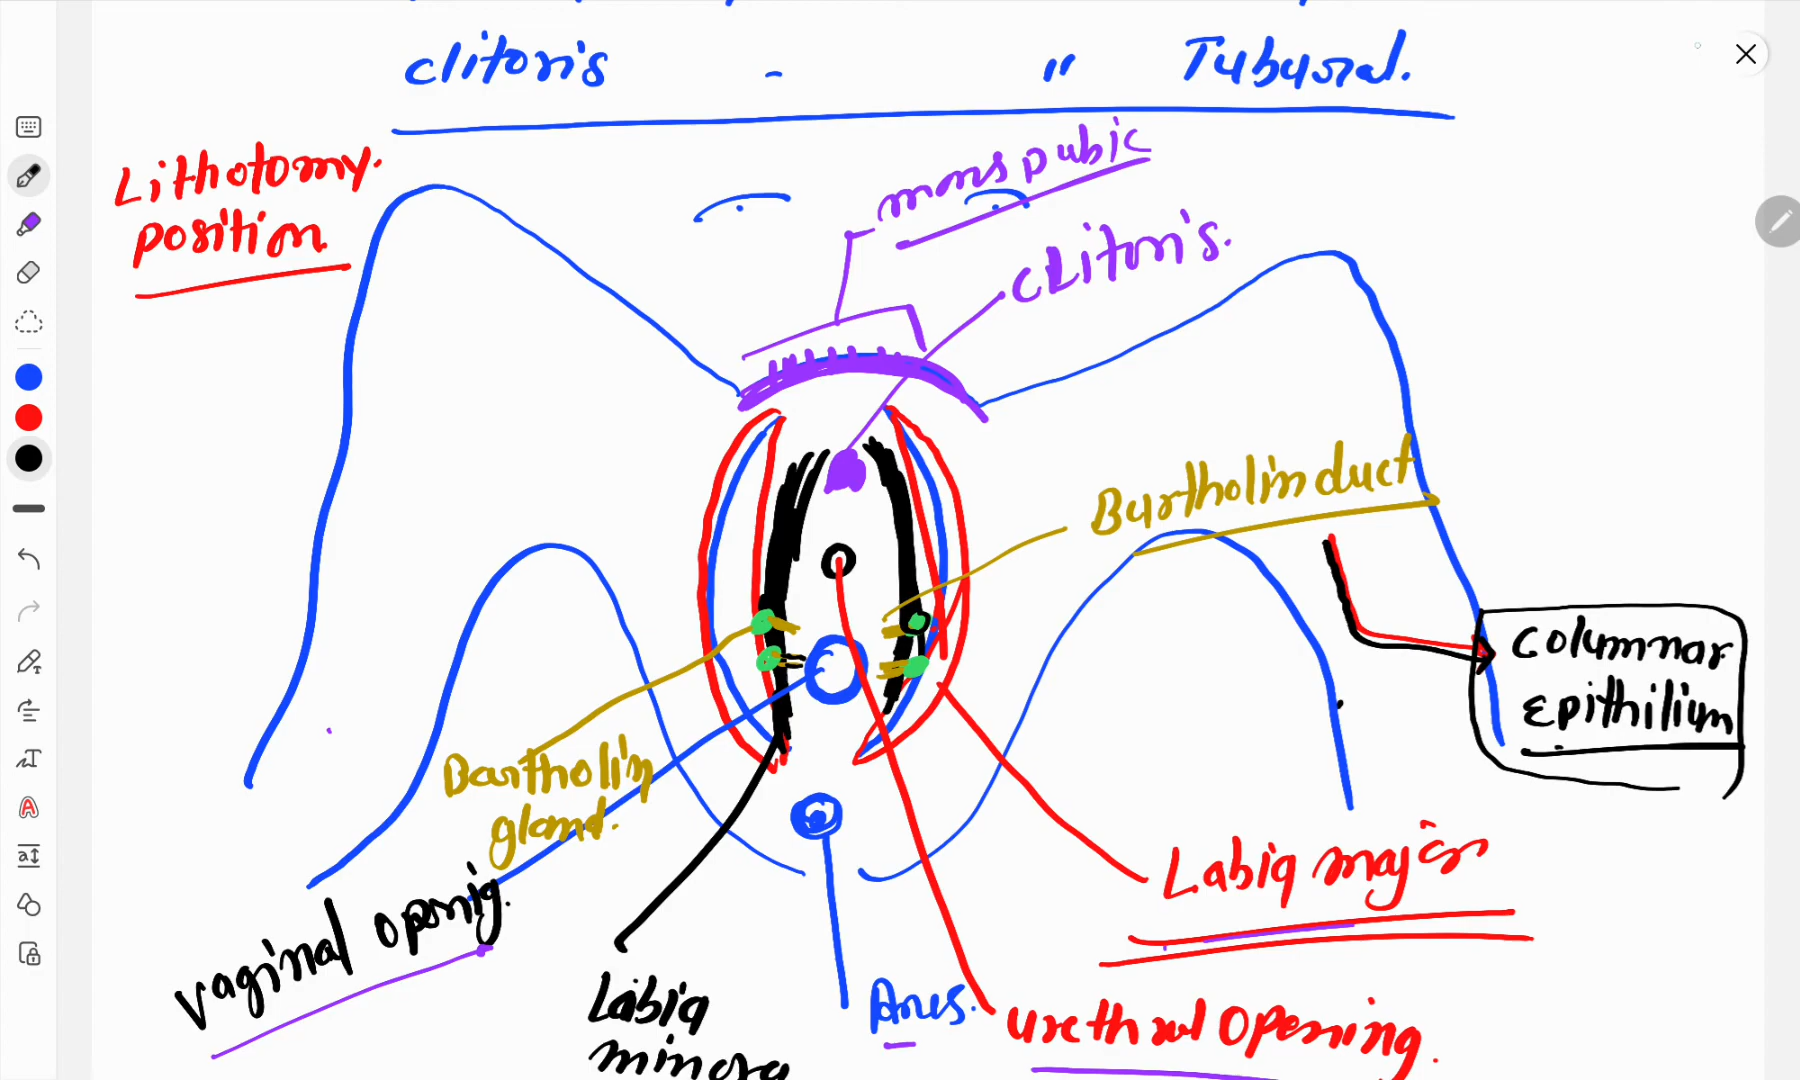 clitoris - " Tubural.
Lithotomy.
position
mons pubic
clitoris.
Bartholin duct
columnar
Epithilium
Bartholin
gland.
vaginal openig.
Labia major
Labia
minora
Anus.
urethral opening.